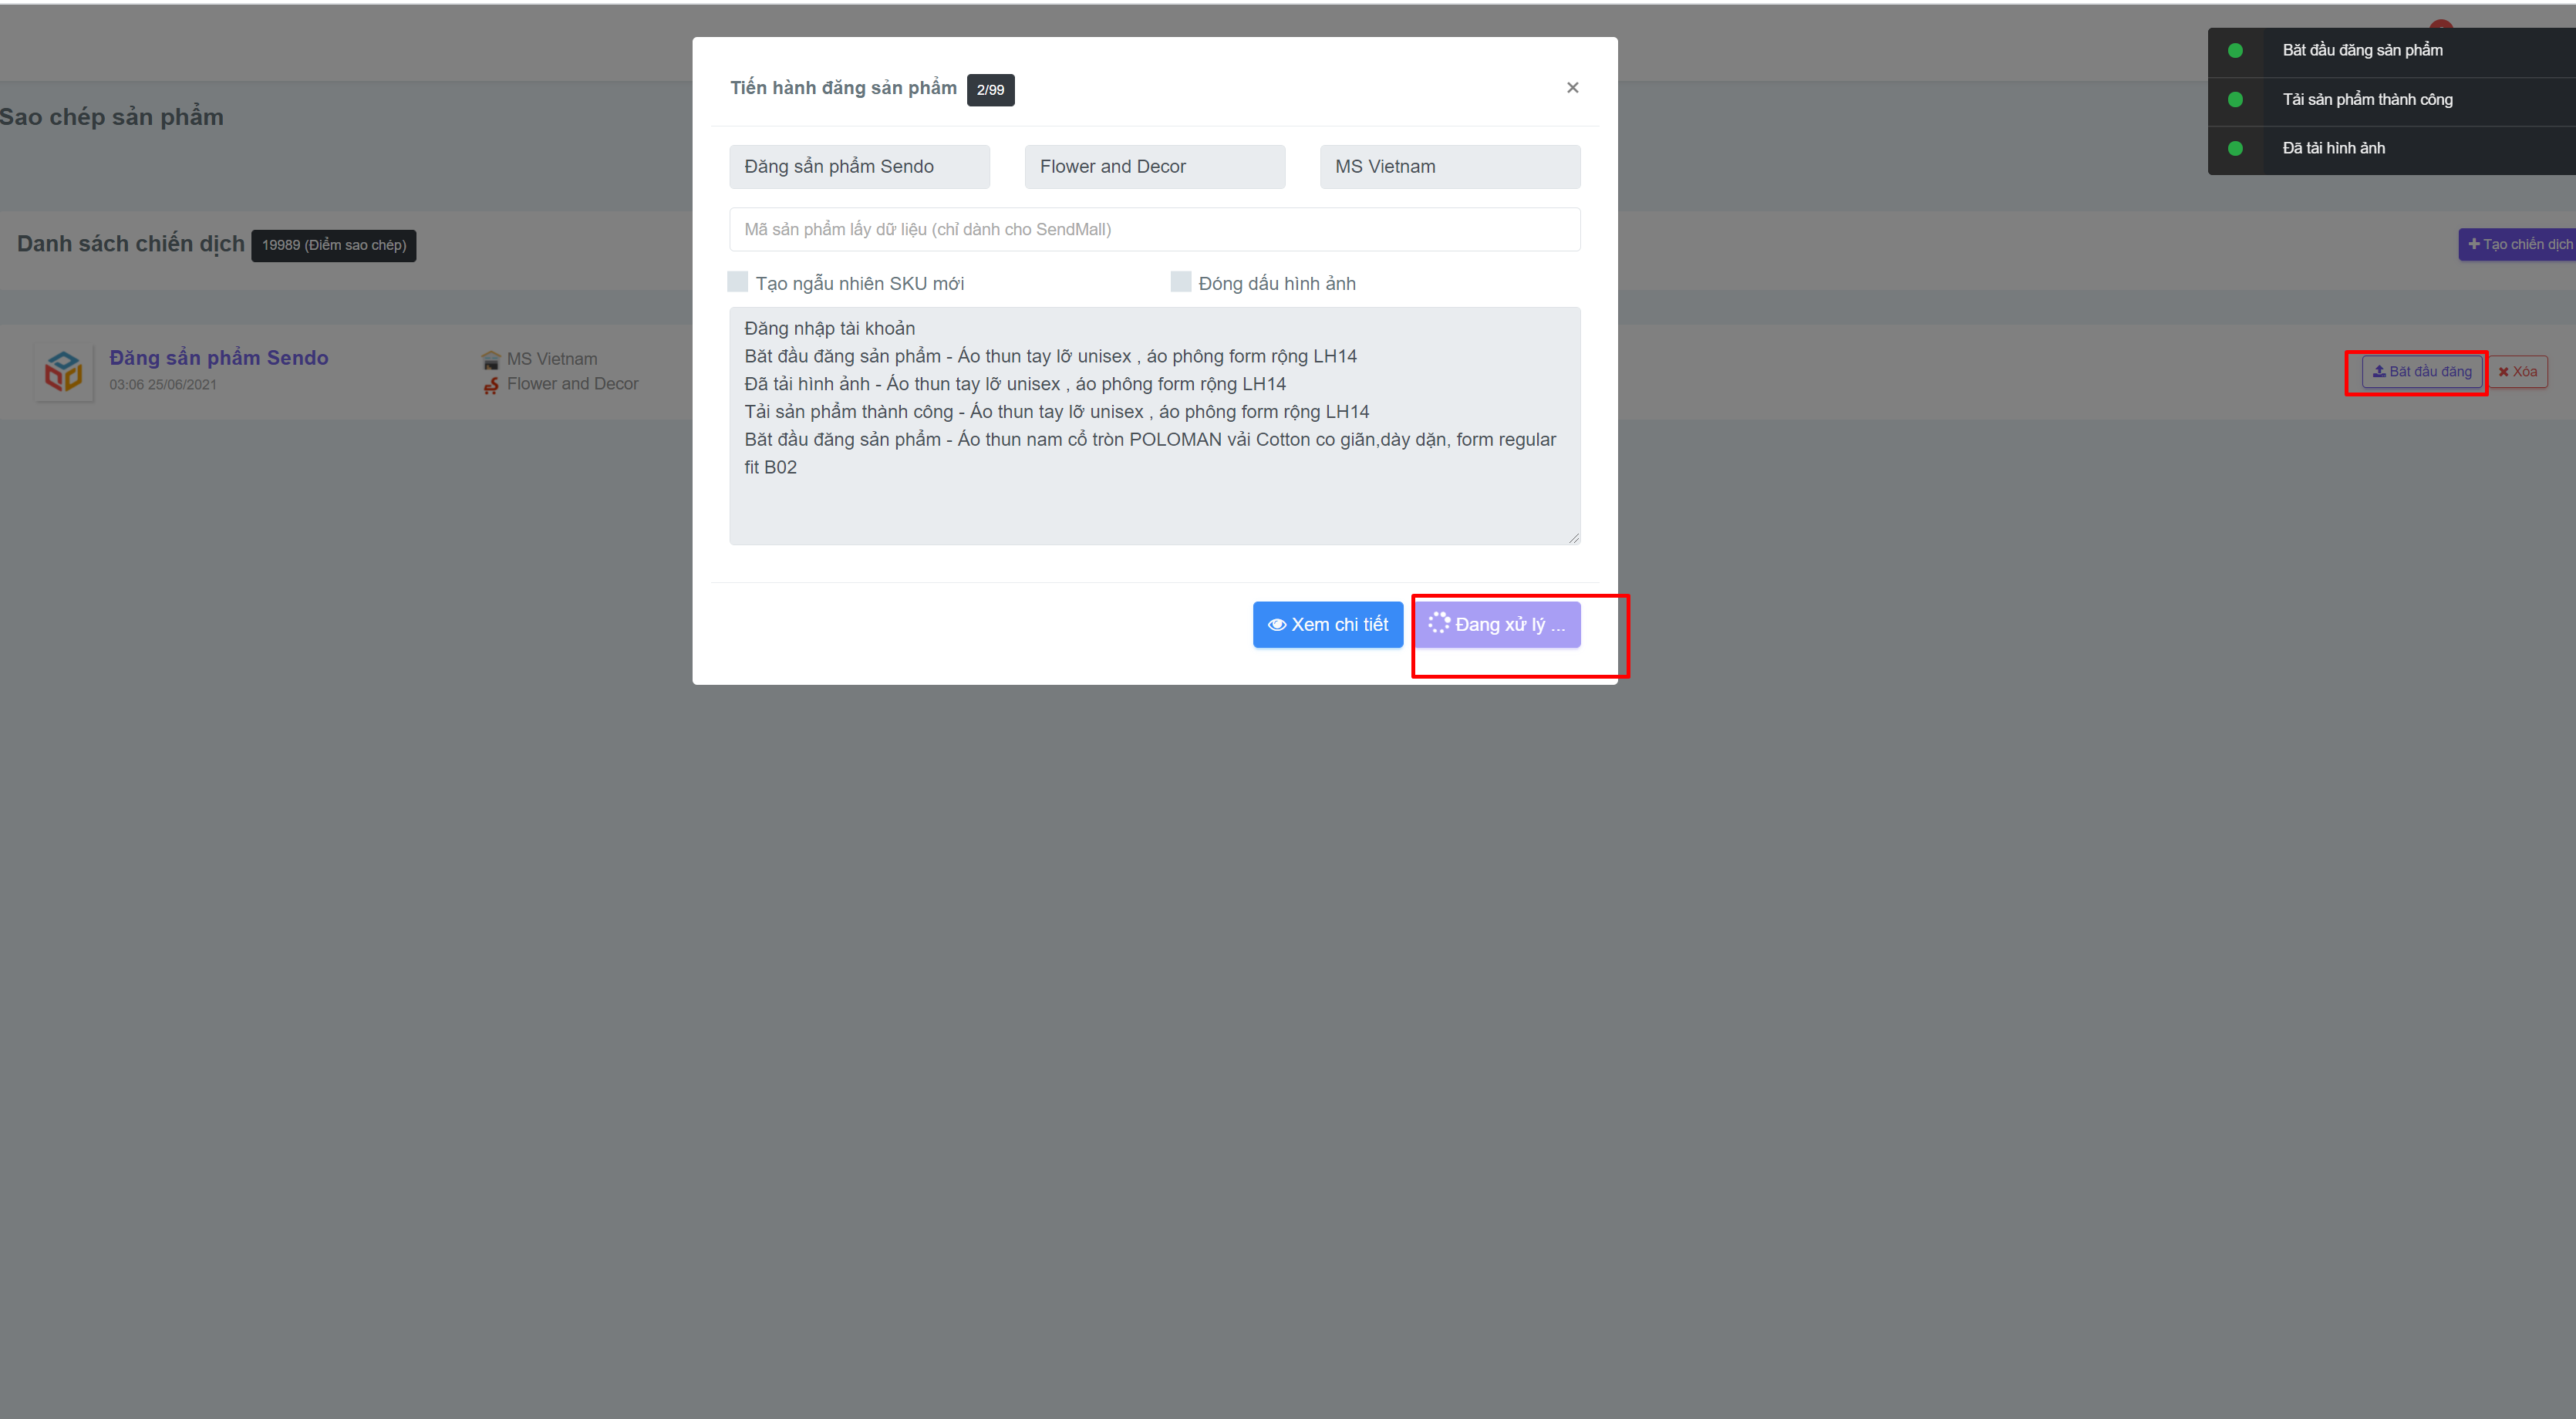 Tiến hành đăng sản phẩm 2/99
×
Bắt đầu đăng sản phẩm
Tải sản phẩm thành công
Đã tải hình ảnh
Sao chép sản phẩm
Đăng sẩn phẩm Sendo
Flower and Decor
MS Vietnam
Mã sản phẩm lấy dữ liệu (chỉ dành cho SendMall)
Danh sách chiến dịch 19989 (Điểm sao chép)
Tạo chiến dịch
Tạo ngẫu nhiên SKU mới
Đóng dấu hình ảnh
Đăng nhập tài khoản
Bắt đầu đăng sản phẩm - Áo thun tay lỡ unisex , áo phông form rộng LH14
Đã tải hình ảnh - Áo thun tay lỡ unisex , áo phông form rộng LH14
Tải sản phẩm thành công - Áo thun tay lỡ unisex , áo phông form rộng LH14
Bắt đầu đăng sản phẩm - Áo thun nam cổ tròn POLOMAN vải Cotton co giãn,dày dặn, form regular
fit B02
Đăng sẩn phẩm Sendo
03:06 25/06/2021
MS Vietnam
Flower and Decor
Bắt đầu đăng
Xóa
Xem chi tiết
Đang xử lý ...